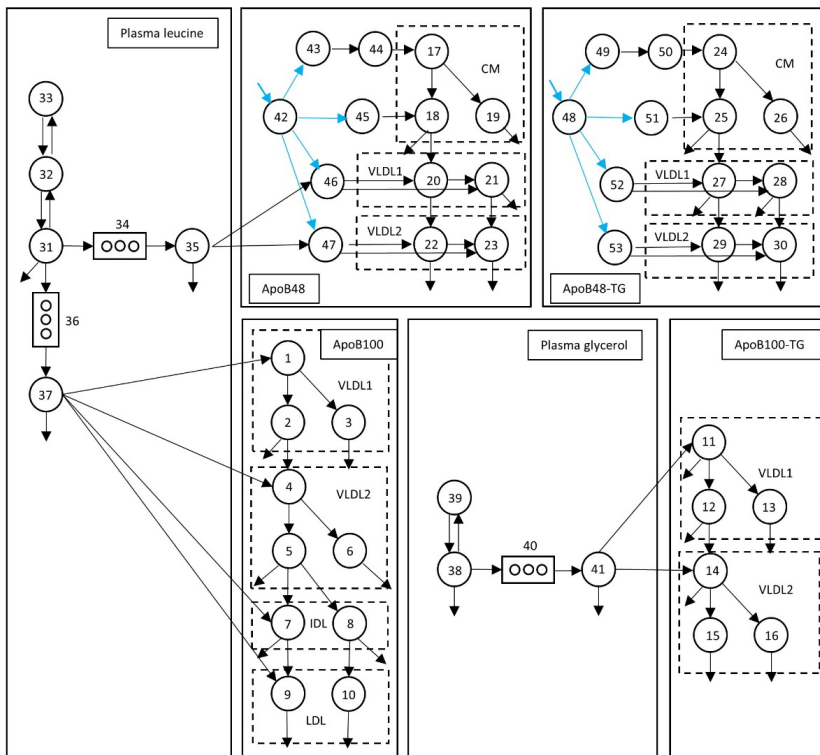 Plasma leucine
33
32
31
34
35
36
37
43
44
17
CM
42
45
18
19
46
VLDL1
20
21
47
VLDL2
22
23
ApoB48
49
50
24
CM
48
51
25
26
52
VLDL1
27
28
53
VLDL2
29
30
ApoB48-TG
ApoB100
1
VLDL1
2
3
4
VLDL2
5
6
7
IDL
8
9
10
LDL
Plasma glycerol
39
38
40
41
ApoB100-TG
11
VLDL1
12
13
14
VLDL2
15
16